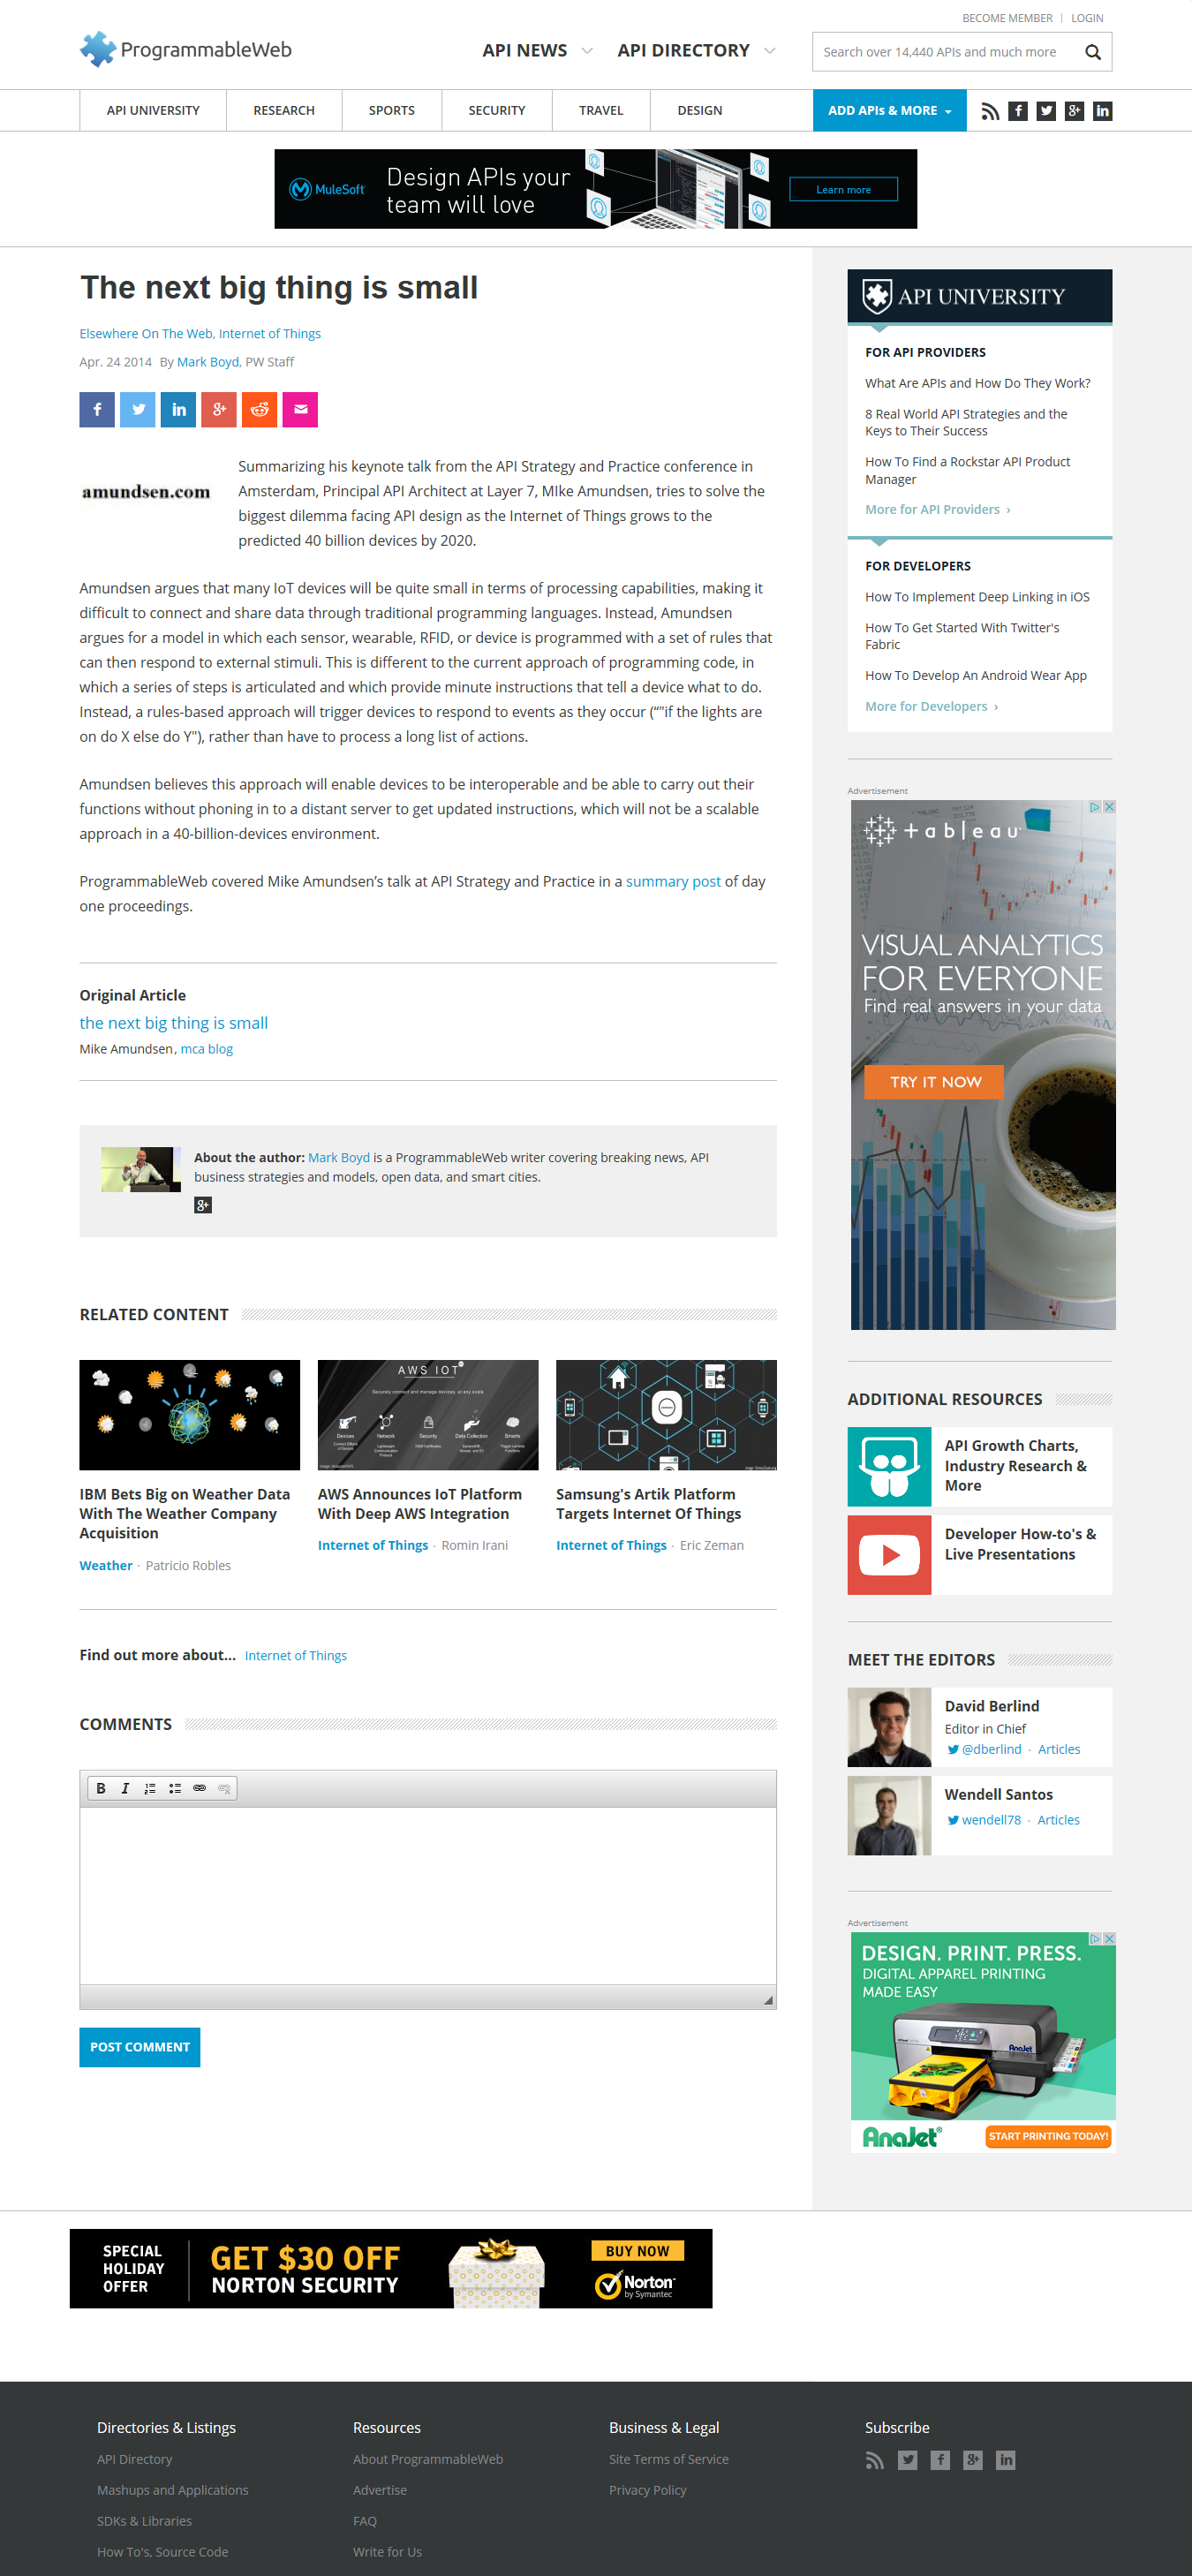 BECOME MEMBER | LOGIN
ProgrammableWeb
API NEWS
API DIRECTORY
Search over 14,440 APIs and much more
API UNIVERSITY
RESEARCH
SPORTS
SECURITY
TRAVEL
DESIGN
ADD APIs & MORE
MuleSoft
Design APIs your
team will love
Learn more
The next big thing is small
Elsewhere On The Web, Internet of Things
Apr. 24 2014 By Mark Boyd, PW Staff
amundsen.com
Summarizing his keynote talk from the API Strategy and Practice conference in
Amsterdam, Principal API Architect at Layer 7, MIke Amundsen, tries to solve the
biggest dilemma facing API design as the Internet of Things grows to the
predicted 40 billion devices by 2020.
Amundsen argues that many IoT devices will be quite small in terms of processing capabilities, making it
difficult to connect and share data through traditional programming languages. Instead, Amundsen
argues for a model in which each sensor, wearable, RFID, or device is programmed with a set of rules that
can then respond to external stimuli. This is different to the current approach of programming code, in
which a series of steps is articulated and which provide minute instructions that tell a device what to do.
Instead, a rules-based approach will trigger devices to respond to events as they occur (“"if the lights are
on do X else do Y"), rather than have to process a long list of actions.
Amundsen believes this approach will enable devices to be interoperable and be able to carry out their
functions without phoning in to a distant server to get updated instructions, which will not be a scalable
approach in a 40-billion-devices environment.
ProgrammableWeb covered Mike Amundsen’s talk at API Strategy and Practice in a summary post of day
one proceedings.
Original Article
the next big thing is small
Mike Amundsen, mca blog
About the author: Mark Boyd is a ProgrammableWeb writer covering breaking news, API
business strategies and models, open data, and smart cities.
RELATED CONTENT
AWS IOT
Securely connect and manage devices, at any scale
Devices
Network
Security
Data Collection
Smarts
IBM Bets Big on Weather Data
With The Weather Company
Acquisition
Weather · Patricio Robles
AWS Announces IoT Platform
With Deep AWS Integration
Internet of Things · Romin Irani
Samsung's Artik Platform
Targets Internet Of Things
Internet of Things · Eric Zeman
Find out more about... Internet of Things
COMMENTS
POST COMMENT
API UNIVERSITY
FOR API PROVIDERS
What Are APIs and How Do They Work?
8 Real World API Strategies and the
Keys to Their Success
How To Find a Rockstar API Product
Manager
More for API Providers ›
FOR DEVELOPERS
How To Implement Deep Linking in iOS
How To Get Started With Twitter's
Fabric
How To Develop An Android Wear App
More for Developers ›
Advertisement
+ableau
VISUAL ANALYTICS
FOR EVERYONE
Find real answers in your data
TRY IT NOW
ADDITIONAL RESOURCES
API Growth Charts,
Industry Research &
More
Developer How-to's &
Live Presentations
MEET THE EDITORS
David Berlind
Editor in Chief
@dberlind · Articles
Wendell Santos
wendell78 · Articles
Advertisement
DESIGN. PRINT. PRESS.
DIGITAL APPAREL PRINTING
MADE EASY
AnaJet
AnaJet®
START PRINTING TODAY!
SPECIAL
HOLIDAY
OFFER
GET $30 OFF
NORTON SECURITY
BUY NOW
Norton
by Symantec
Directories & Listings
API Directory
Mashups and Applications
SDKs & Libraries
How To's, Source Code
Resources
About ProgrammableWeb
Advertise
FAQ
Write for Us
Business & Legal
Site Terms of Service
Privacy Policy
Subscribe